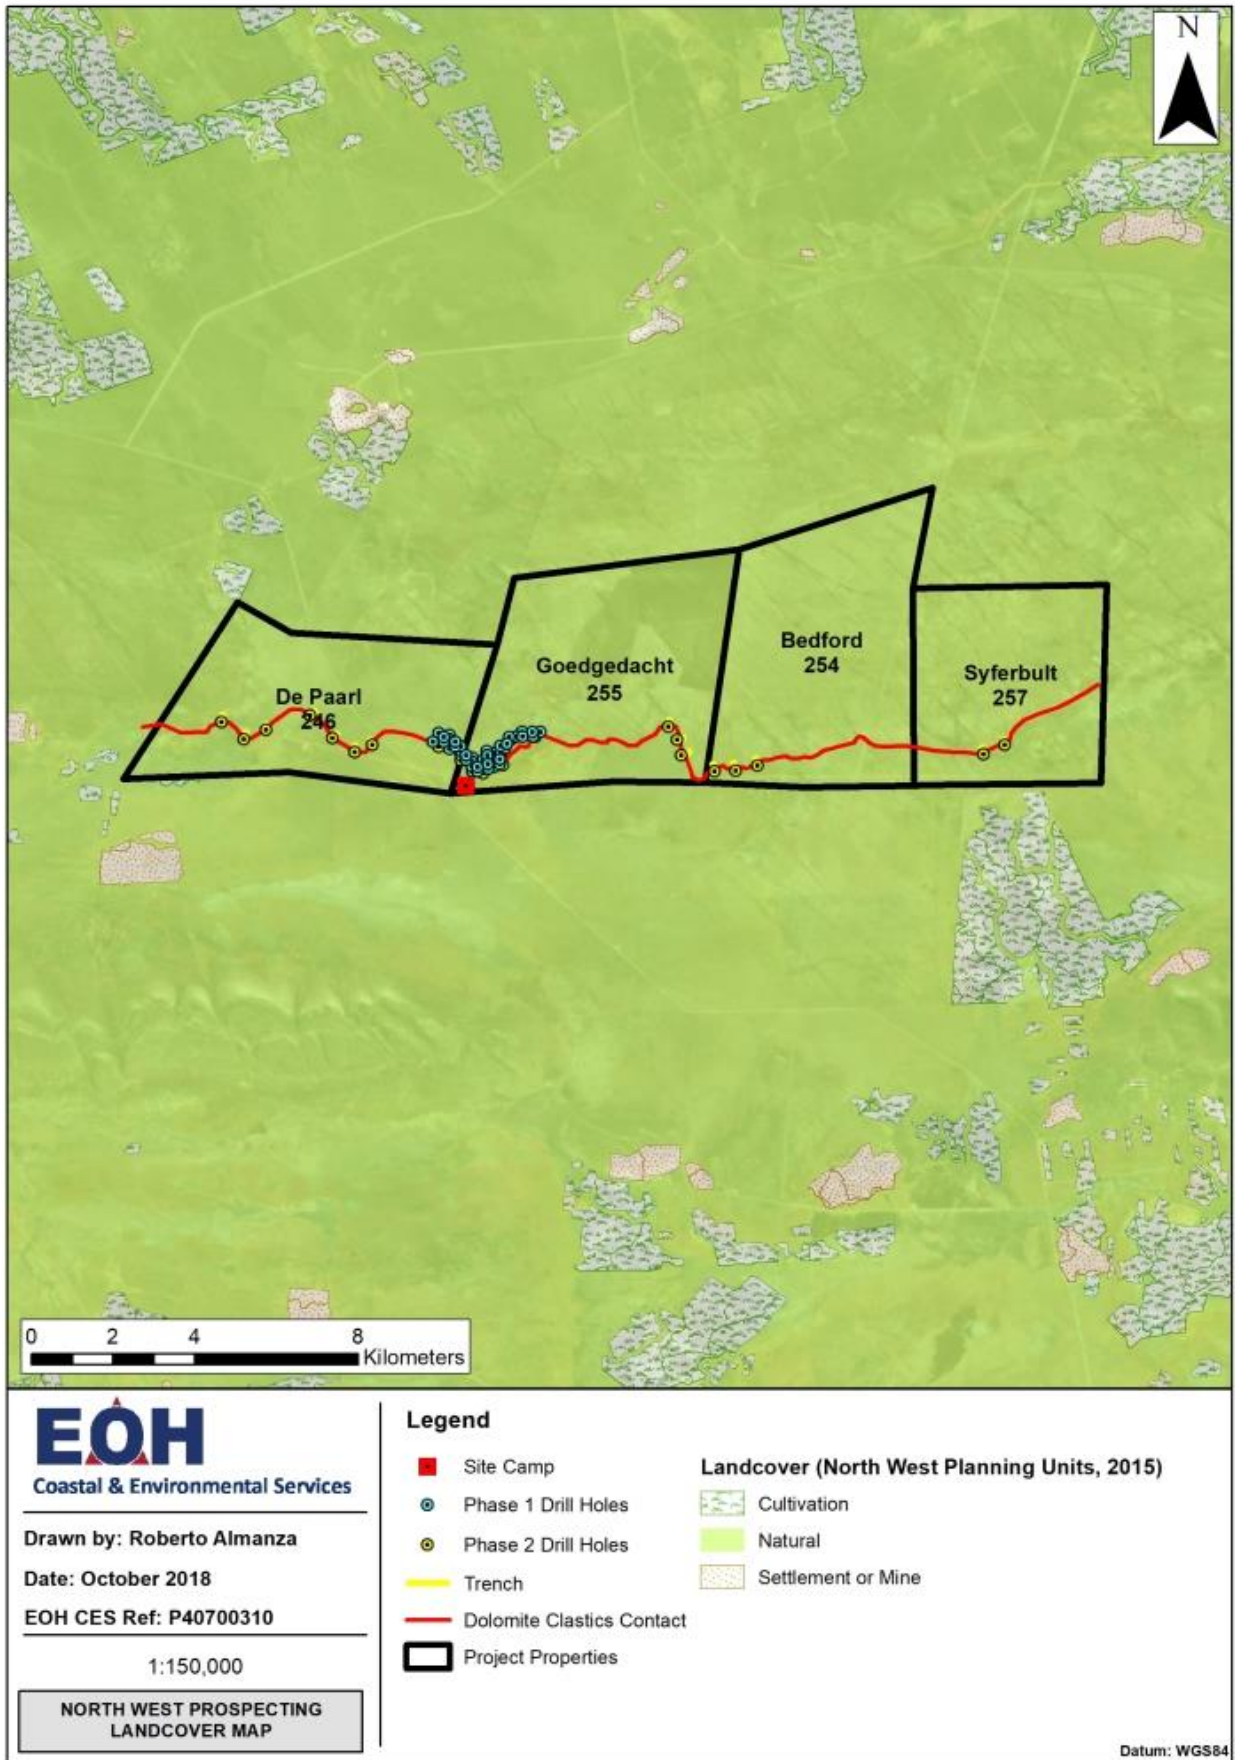 N
De Paarl
246
Goedgedacht
255
Bedford
254
Syferbult
257
0 2 4 8
Kilometers
EOH
Coastal & Environmental Services
Drawn by: Roberto Almanza
Date: October 2018
EOH CES Ref: P40700310
1:150,000
NORTH WEST PROSPECTING
LANDCOVER MAP
Legend
Site Camp
Phase 1 Drill Holes
Phase 2 Drill Holes
Trench
Dolomite Clastics Contact
Project Properties
Landcover (North West Planning Units, 2015)
Cultivation
Natural
Settlement or Mine
Datum: WGS84